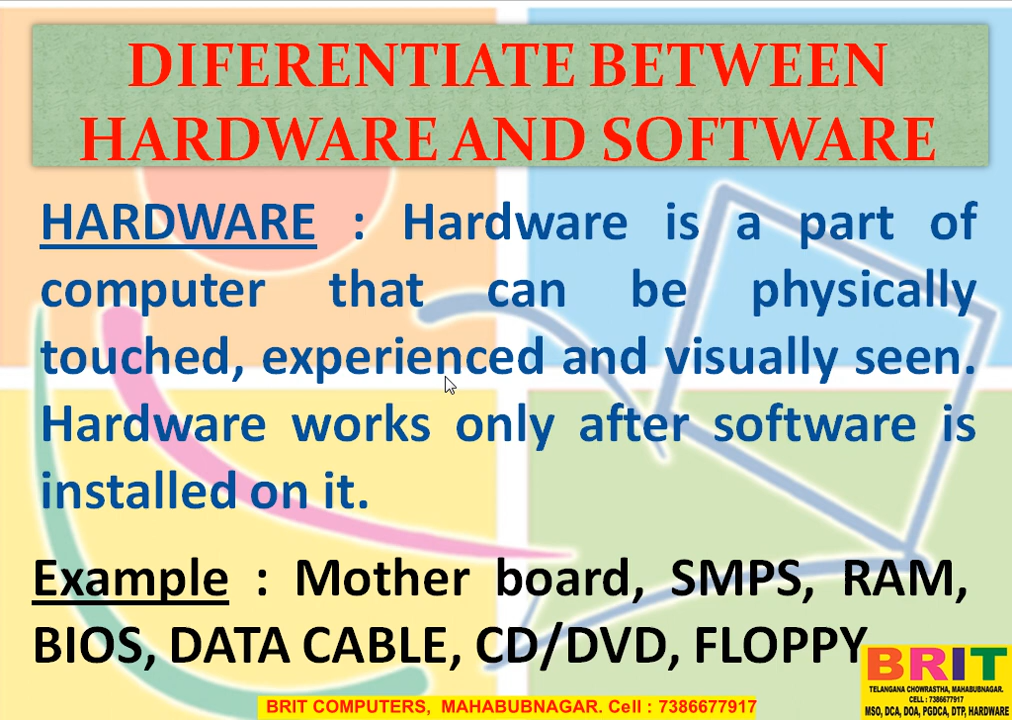 DIFERENTIATE BETWEEN
HARDWARE AND SOFTWARE
HARDWARE : Hardware is a part of
computer that can be physically
touched, experienced and visually seen.
Hardware works only after software is
installed on it.
Example : Mother board, SMPS, RAM,
BIOS, DATA CABLE, CD/DVD, FLOPPY
BRIT
TELANGANA CHOWRASTHA, MAHABUBNAGAR.
CELL : 7386677917
MSO, DCA, DOA, PGDCA, DTP, HARDWARE
BRIT COMPUTERS, MAHABUBNAGAR. Cell : 7386677917